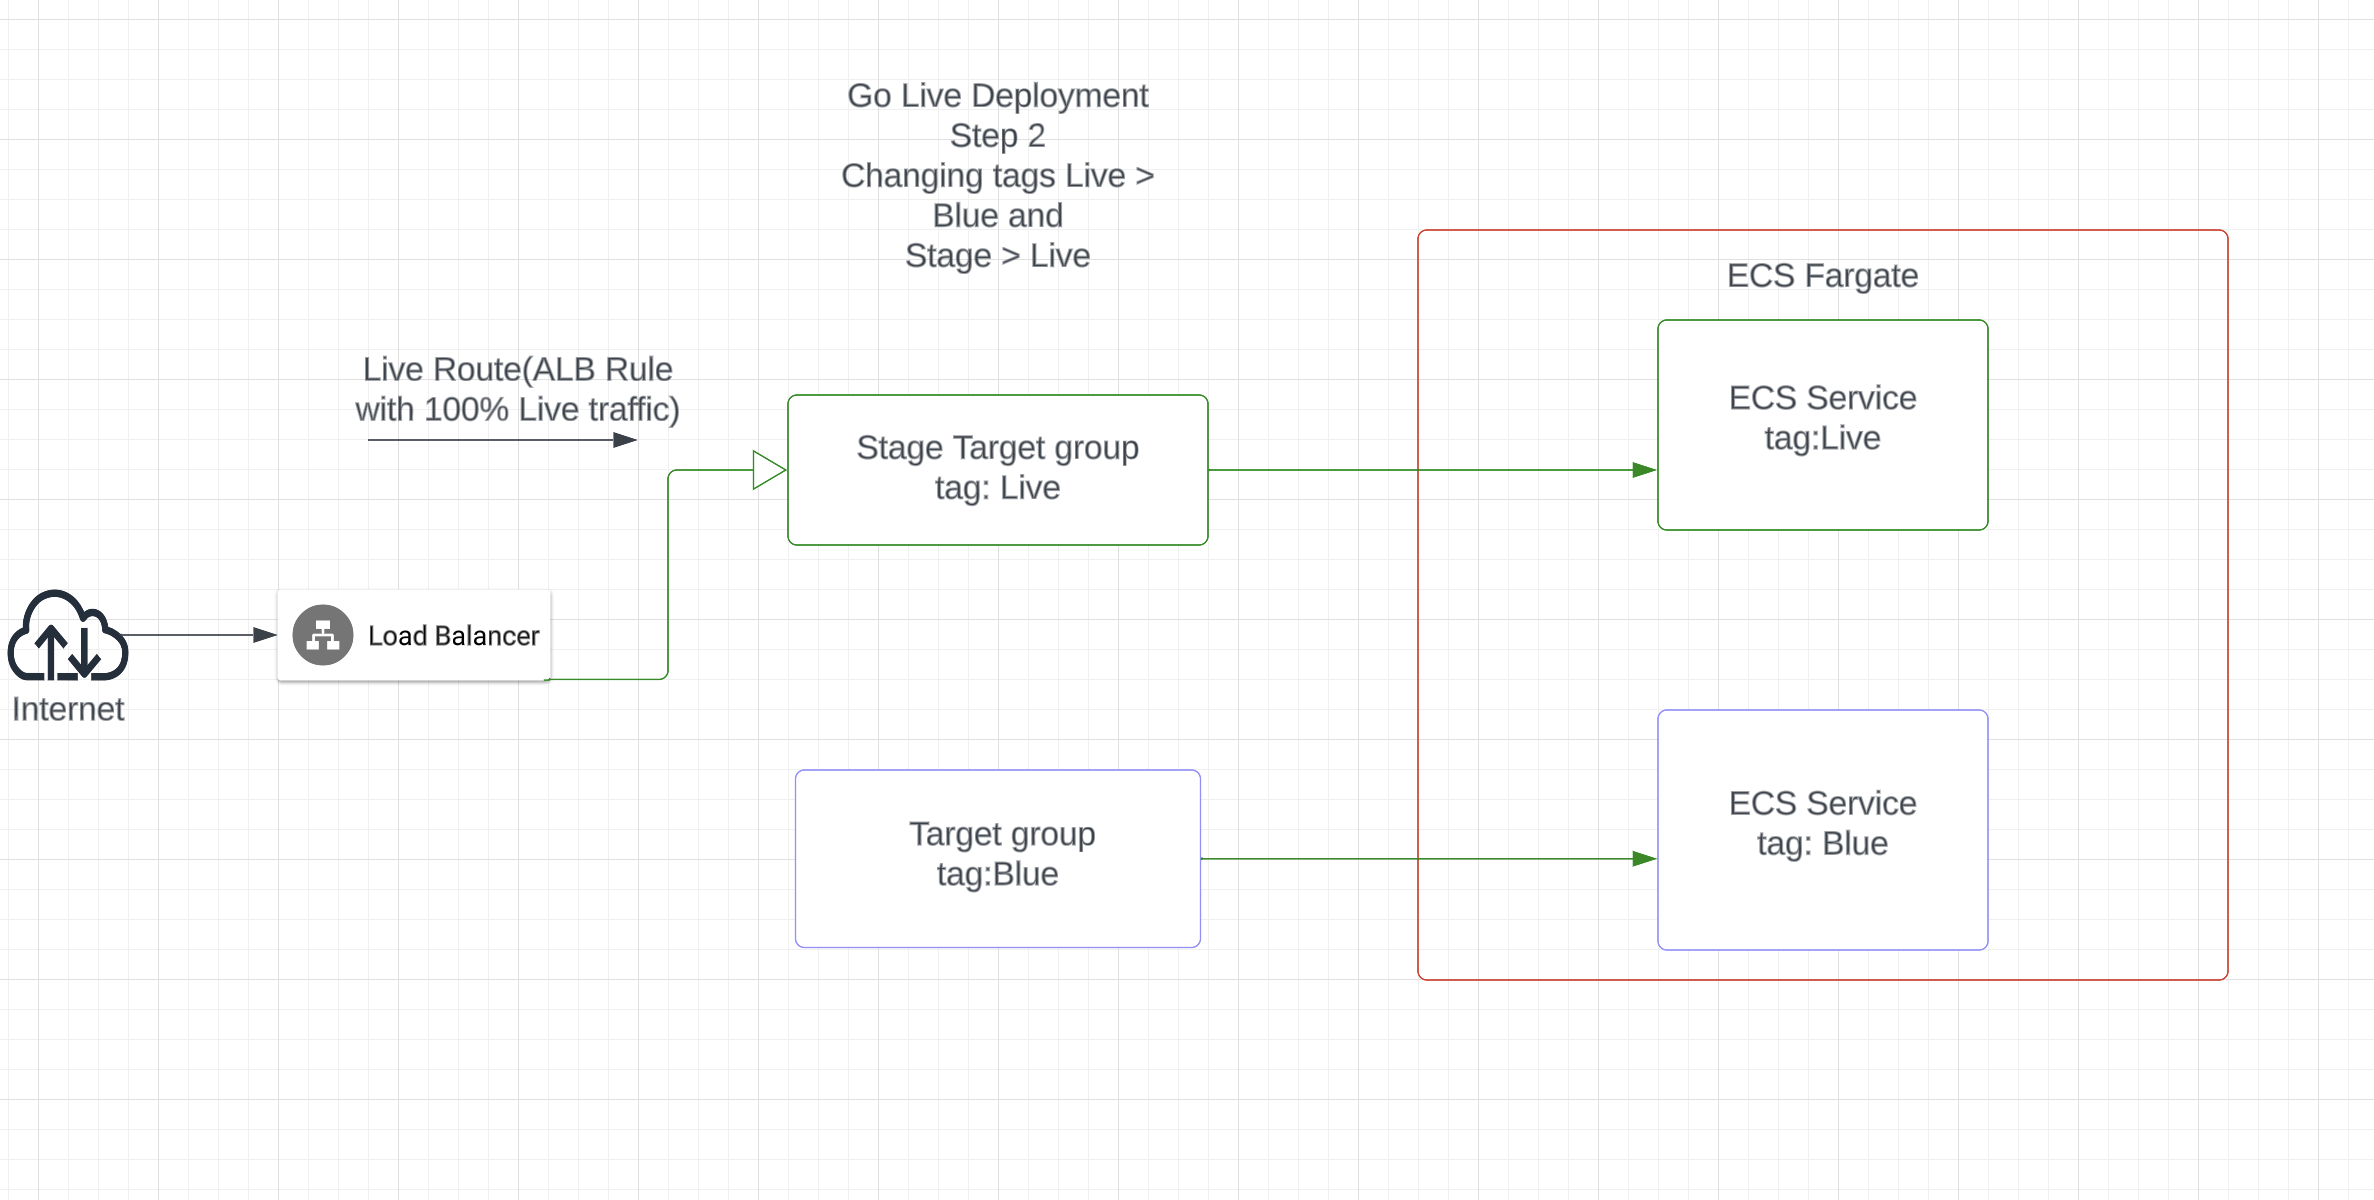 Go Live Deployment
Step 2
Changing tags Live >
Blue and
Stage > Live
ECS Fargate
Live Route(ALB Rule
with 100% Live traffic)
Stage Target group
tag: Live
ECS Service
tag:Live
Load Balancer
Internet
Target group
tag:Blue
ECS Service
tag: Blue